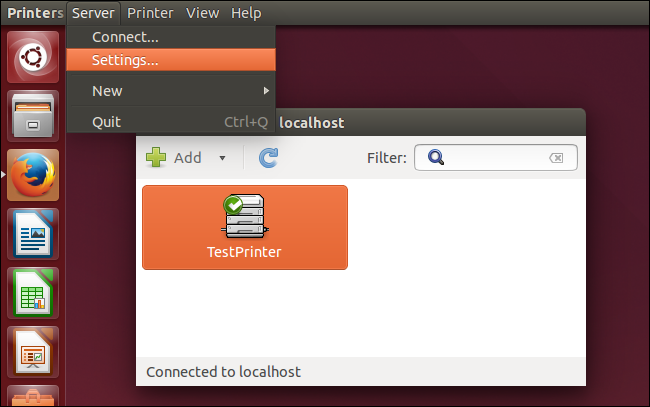 Printers Server Printer View Help
Connect...
Settings...
New
Quit Ctrl+Q
localhost
Add Filter:
TestPrinter
Connected to localhost